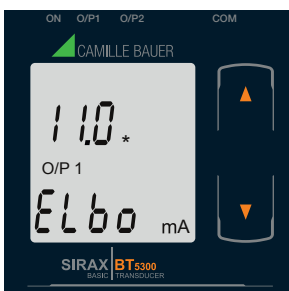 ON O/P1 O/P2 COM
CAMILLE BAUER
11.0 *
O/P 1
ELbo mA
SIRAX BT5300
BASIC TRANSDUCER